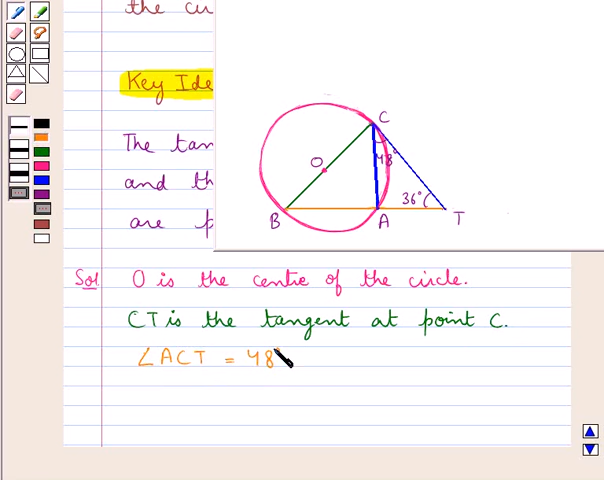 the
Key Ide
C
O
48°
The tan
and th
36°
are
B
A
T
Sol
O is the centre of the circle.
CT is the tangent at point C.
∠ACT = 48